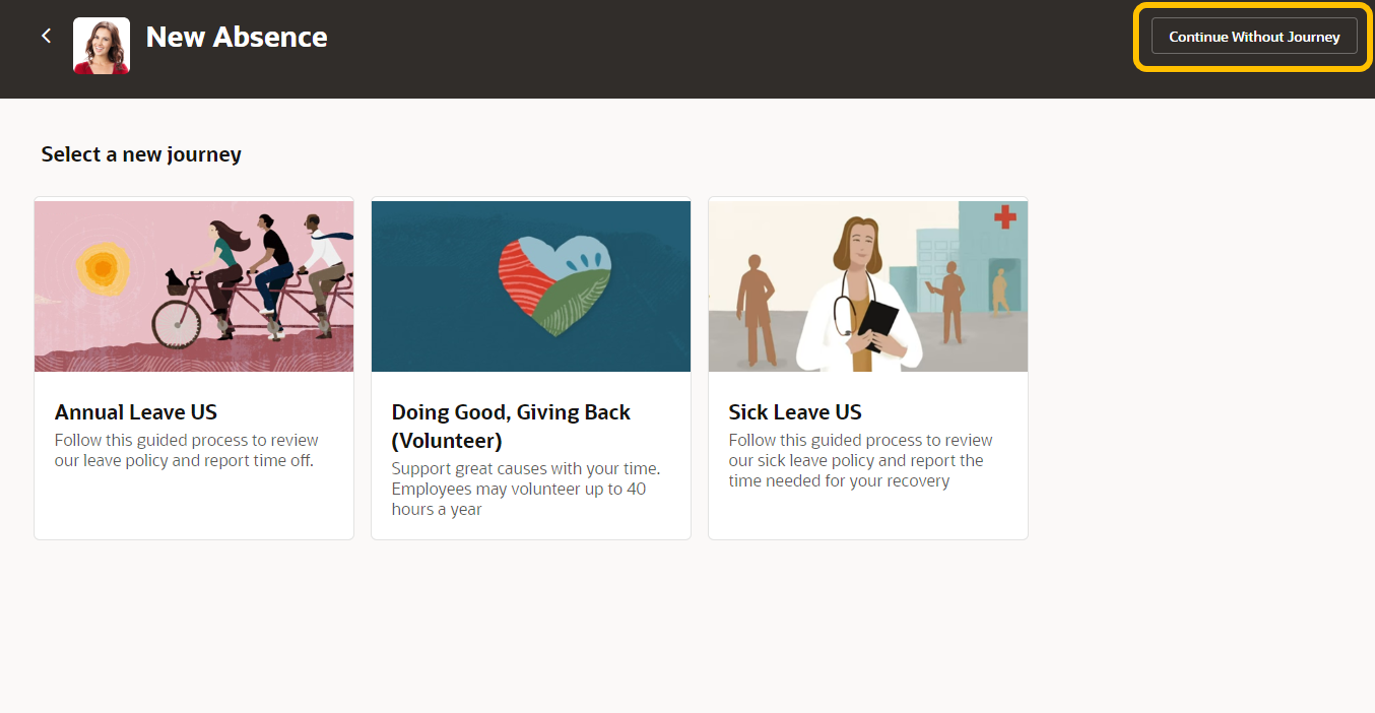 New Absence
Continue Without Journey
Select a new journey
Annual Leave US
Follow this guided process to review
our leave policy and report time off.
Doing Good, Giving Back
(Volunteer)
Support great causes with your time.
Employees may volunteer up to 40
hours a year
Sick Leave US
Follow this guided process to review
our sick leave policy and report the
time needed for your recovery